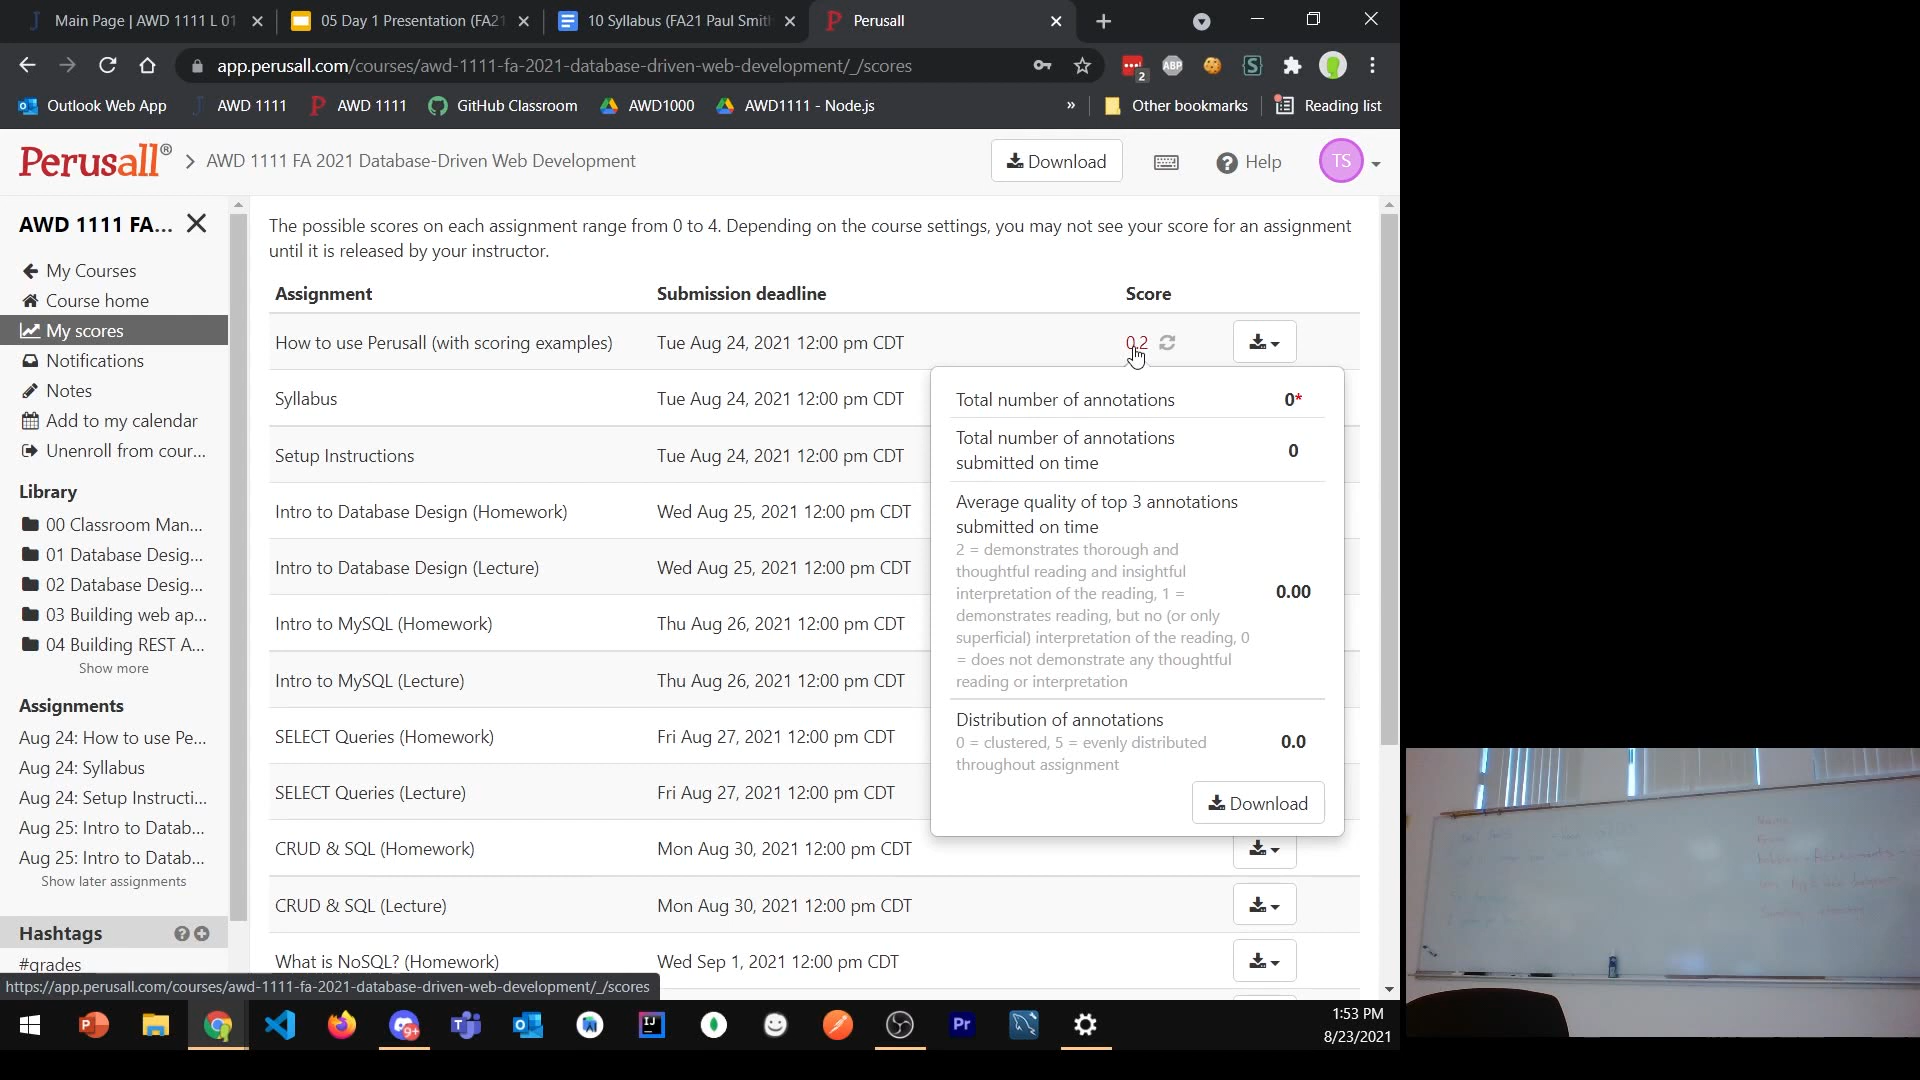 Main Page | AWD 1111 L 01
05 Day 1 Presentation (FA21
10 Syllabus (FA21 Paul Smith
Perusall
app.perusall.com/courses/awd-1111-fa-2021-database-driven-web-development/_/scores
2
ABP
Outlook Web App
AWD 1111
AWD 1111
GitHub Classroom
AWD1000
AWD1111 - Node.js
»
Other bookmarks
Reading list
Perusall®
AWD 1111 FA 2021 Database-Driven Web Development
Download
Help
TS
AWD 1111 FA...
My Courses
Course home
My scores
Notifications
Notes
Add to my calendar
Unenroll from cour...
Library
00 Classroom Man...
01 Database Desig...
02 Database Desig...
03 Building web ap...
04 Building REST A...
Show more
Assignments
Aug 24: How to use Pe...
Aug 24: Syllabus
Aug 24: Setup Instructi...
Aug 25: Intro to Datab...
Aug 25: Intro to Datab...
Show later assignments
Hashtags
#grades
The possible scores on each assignment range from 0 to 4. Depending on the course settings, you may not see your score for an assignment
until it is released by your instructor.
Assignment Submission deadline Score
How to use Perusall (with scoring examples) Tue Aug 24, 2021 12:00 pm CDT 0.2
Syllabus Tue Aug 24, 2021 12:00 pm CDT
Setup Instructions Tue Aug 24, 2021 12:00 pm CDT
Intro to Database Design (Homework) Wed Aug 25, 2021 12:00 pm CDT
Intro to Database Design (Lecture) Wed Aug 25, 2021 12:00 pm CDT
Intro to MySQL (Homework) Thu Aug 26, 2021 12:00 pm CDT
Intro to MySQL (Lecture) Thu Aug 26, 2021 12:00 pm CDT
SELECT Queries (Homework) Fri Aug 27, 2021 12:00 pm CDT
SELECT Queries (Lecture) Fri Aug 27, 2021 12:00 pm CDT
CRUD & SQL (Homework) Mon Aug 30, 2021 12:00 pm CDT
CRUD & SQL (Lecture) Mon Aug 30, 2021 12:00 pm CDT
What is NoSQL? (Homework) Wed Sep 1, 2021 12:00 pm CDT
Total number of annotations 0*
Total number of annotations
submitted on time 0
Average quality of top 3 annotations
submitted on time
2 = demonstrates thorough and
thoughtful reading and insightful
interpretation of the reading, 1 =
demonstrates reading, but no (or only
superficial) interpretation of the reading, 0
= does not demonstrate any thoughtful
reading or interpretation
0.00
Distribution of annotations
0 = clustered, 5 = evenly distributed
throughout assignment
0.0
Download
https://app.perusall.com/courses/awd-1111-fa-2021-database-driven-web-development/_/scores
9+
IJ
Pr
1:53 PM
8/23/2021